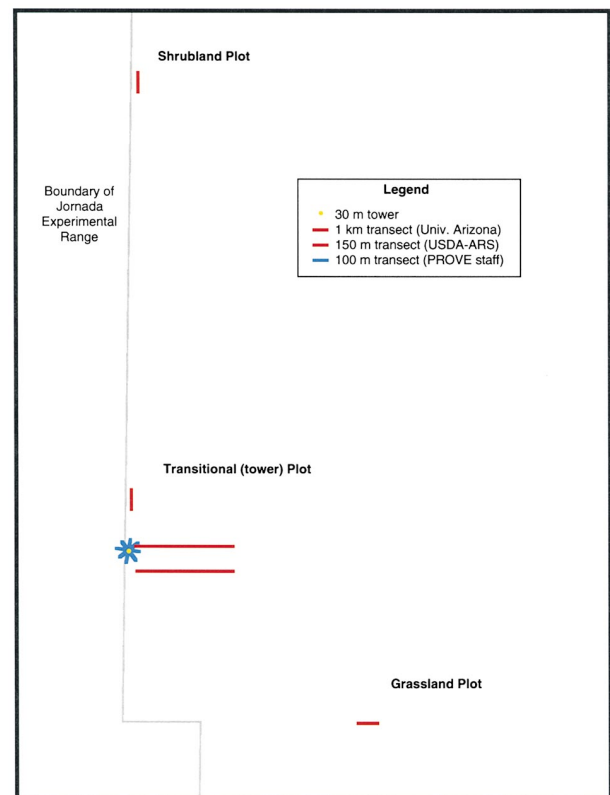 Shrubland Plot
Boundary of
Jornada
Experimental
Range
Legend
30 m tower
1 km transect (Univ. Arizona)
150 m transect (USDA-ARS)
100 m transect (PROVE staff)
Transitional (tower) Plot
Grassland Plot